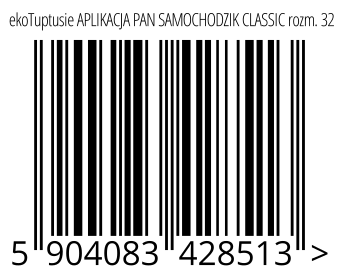 ekoTuptusie APLIKACJA PAN SAMOCHODZIK CLASSIC rozm. 32
5 904083 428513 >